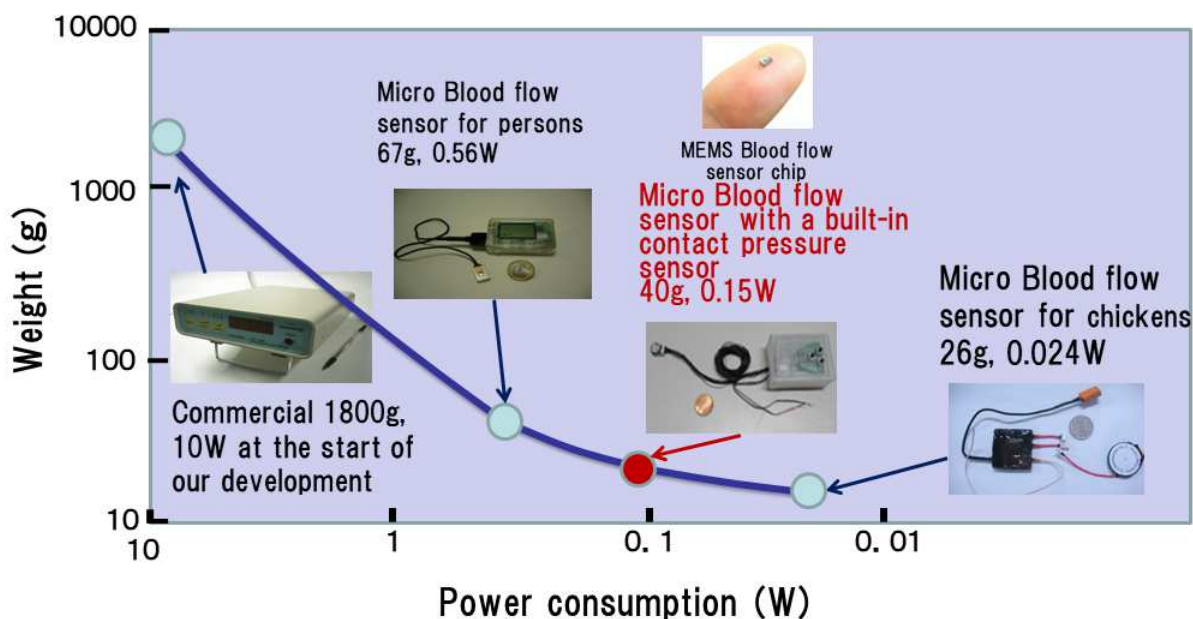 10000
1000
100
10
Weight (g)
10
1
0.1
0.01
Power consumption (W)
Commercial 1800g,
10W at the start of
our development
Micro Blood flow
sensor for persons
67g, 0.56W
MEMS Blood flow
sensor chip
Micro Blood flow
sensor with a built-in
contact pressure
sensor
40g, 0.15W
Micro Blood flow
sensor for chickens
26g, 0.024W